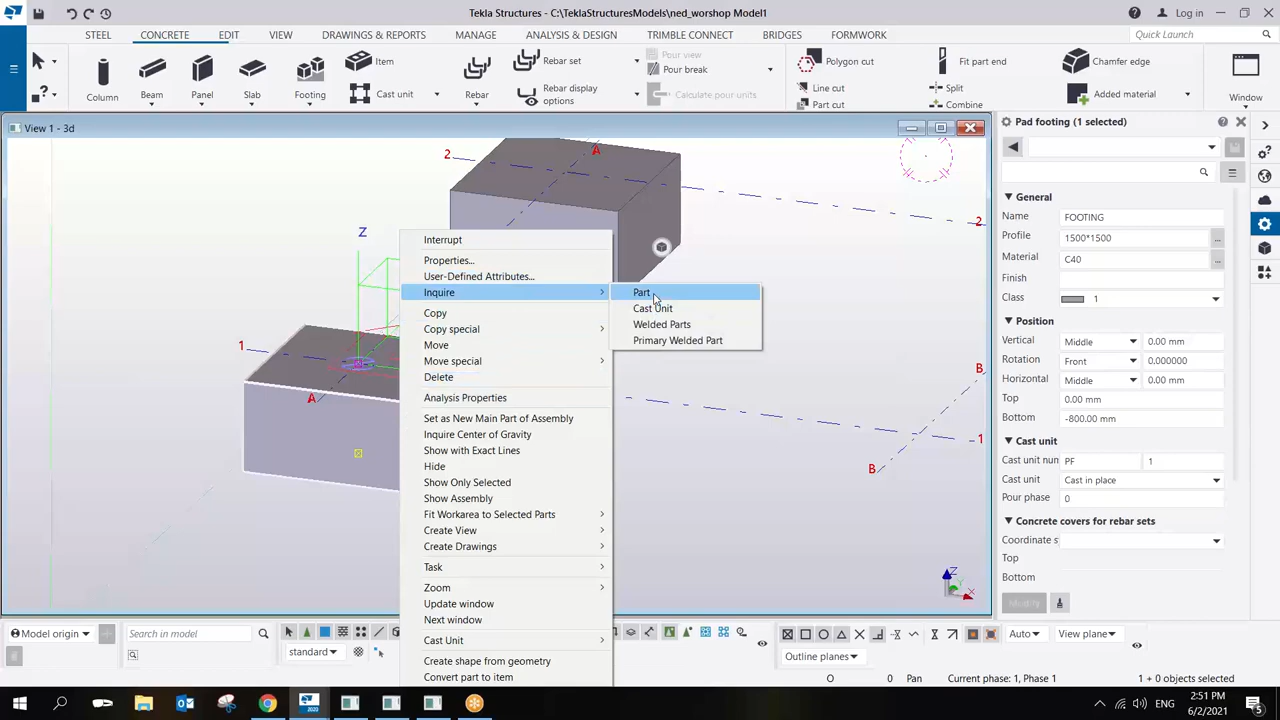 Tekla Structures - C:\TeklaStructuresModels\ned_worshop Model1
Log in
STEEL
CONCRETE
EDIT
VIEW
DRAWINGS & REPORTS
MANAGE
ANALYSIS & DESIGN
TRIMBLE CONNECT
BRIDGES
FORMWORK
Quick Launch
Column
Beam
Panel
Slab
Footing
Item
Cast unit
Rebar
Rebar set
Rebar display options
Pour view
Pour break
Calculate pour units
Polygon cut
Line cut
Part cut
Fit part end
Split
Combine
Chamfer edge
Added material
Window
View 1 - 3d
2
A
2
Z
1
A
B
1
B
Interrupt
Properties...
User-Defined Attributes...
Inquire
Copy
Copy special
Move
Move special
Delete
Analysis Properties
Set as New Main Part of Assembly
Inquire Center of Gravity
Show with Exact Lines
Hide
Show Only Selected
Show Assembly
Fit Workarea to Selected Parts
Create View
Create Drawings
Task
Zoom
Update window
Next window
Cast Unit
Create shape from geometry
Convert part to item
Part
Cast Unit
Welded Parts
Primary Welded Part
Z
Y
X
Pad footing (1 selected)
General
Name FOOTING
Profile 1500*1500
Material C40
Finish
Class 1
Position
Vertical Middle 0.00 mm
Rotation Front 0.000000
Horizontal Middle 0.00 mm
Top 0.00 mm
Bottom -800.00 mm
Cast unit
Cast unit nun PF 1
Cast unit Cast in place
Pour phase 0
Concrete covers for rebar sets
Coordinate sy
Top
Bottom
Modify
Model origin
Search in model
standard
Auto
View plane
Outline planes
O 0 Pan Current phase: 1, Phase 1 1 + 0 objects selected
ENG
2:51 PM
6/2/2021
5